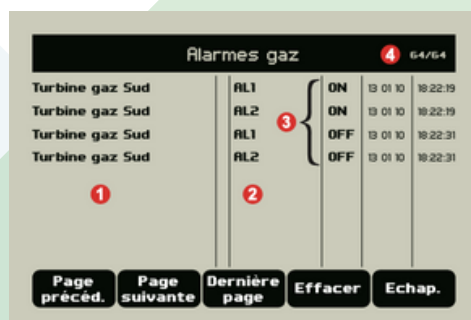 Alarmes gaz 4 64/64
Turbine gaz Sud AL1 ON 13 01 10 18:22:19
Turbine gaz Sud AL2 ON 13 01 10 18:22:19
3
Turbine gaz Sud AL1 OFF 13 01 10 18:22:31
Turbine gaz Sud AL2 OFF 13 01 10 18:22:31
1 2
Page précéd. Page suivante Dernière page Effacer Echap.